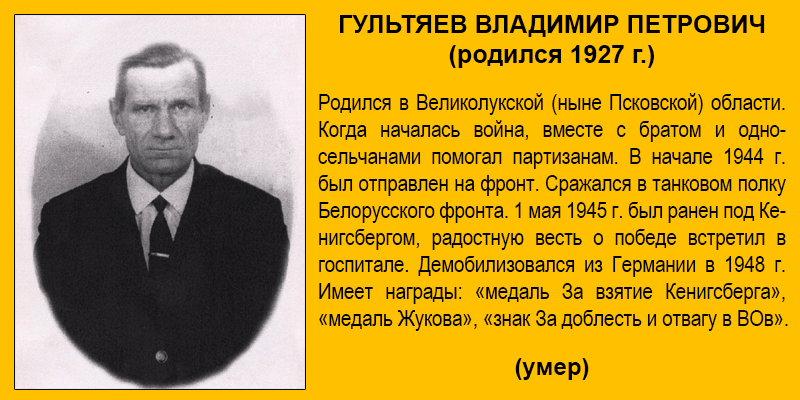 ГУЛЬТЯЕВ ВЛАДИМИР ПЕТРОВИЧ
(родился 1927 г.)
Родился в Великолукской (ныне Псковской) области.
Когда началась война, вместе с братом и одно-
сельчанами помогал партизанам. В начале 1944 г.
был отправлен на фронт. Сражался в танковом полку
Белорусского фронта. 1 мая 1945 г. был ранен под Ке-
нигсбергом, радостную весть о победе встретил в
госпитале. Демобилизовался из Германии в 1948 г.
Имеет награды: «медаль За взятие Кенигсберга»,
«медаль Жукова», «знак За доблесть и отвагу в ВОв».
(умер)